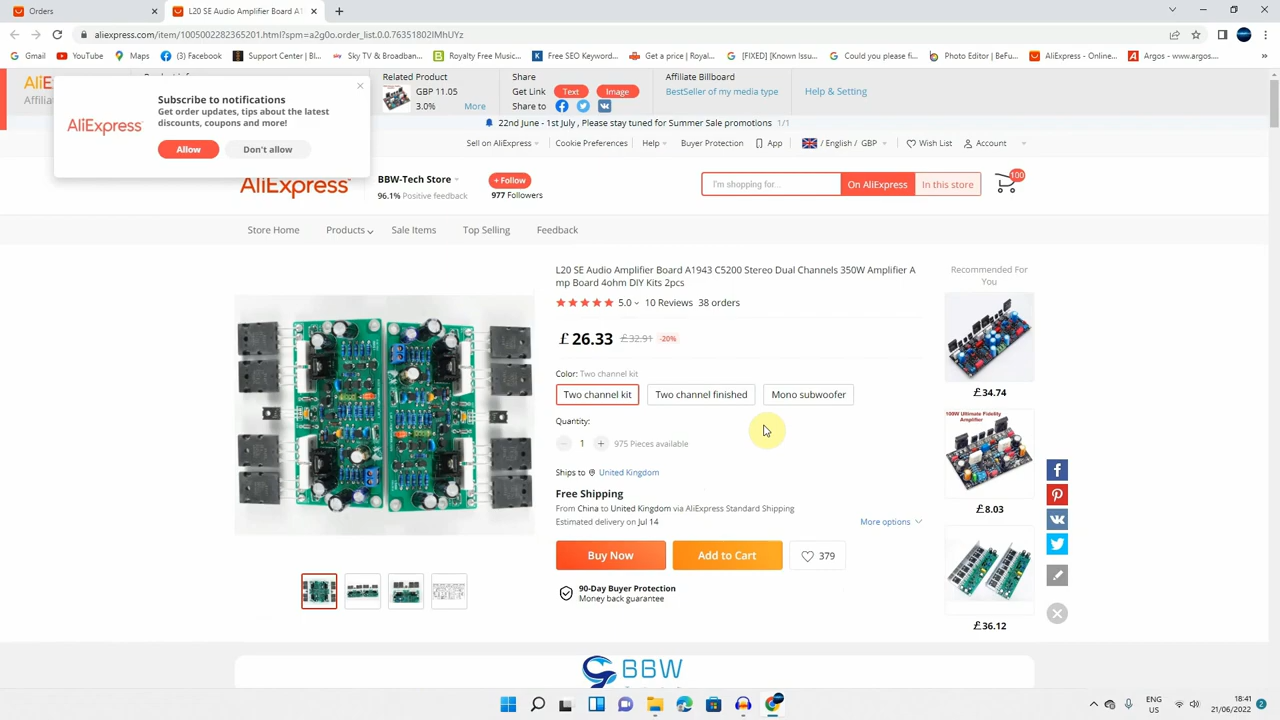 Orders
L20 SE Audio Amplifier Board A1
aliexpress.com/item/1005002282365201.html?spm=a2g0o.order_list.0.0.76351802lMhUYz
Gmail YouTube Maps (3) Facebook Support Center | Bl... Sky TV & Broadban... Royalty Free Music... Free SEO Keyword... Get a price | Royal... [FIXED] [Known Issu... Could you please fi... Photo Editor | BeFu... AliExpress - Online... Argos - www.argos....
Subscribe to notifications
Get order updates, tips about the latest
discounts, coupons and more!
AliExpress
Allow Don't allow
Related Product
GBP 11.05
3.0% More
Share
Get Link Text Image
Share to
Affiliate Billboard
BestSeller of my media type
Help & Setting
22nd June - 1st July , Please stay tuned for Summer Sale promotions 1/1
Sell on AliExpress Cookie Preferences Help Buyer Protection App / English / GBP Wish List Account
AliExpress
BBW-Tech Store
96.1% Positive feedback
+ Follow
977 Followers
I'm shopping for... On AliExpress In this store
100
Store Home Products Sale Items Top Selling Feedback
L20 SE Audio Amplifier Board A1943 C5200 Stereo Dual Channels 350W Amplifier A
mp Board 4ohm DIY Kits 2pcs
5.0 10 Reviews 38 orders
£26.33 £32.91 -20%
Color: Two channel kit
Two channel kit Two channel finished Mono subwoofer
Quantity:
1 975 Pieces available
Ships to United Kingdom
Free Shipping
From China to United Kingdom via AliExpress Standard Shipping
Estimated delivery on Jul 14 More options
Buy Now Add to Cart 379
90-Day Buyer Protection
Money back guarantee
Recommended For
You
£34.74
100W Ultimate Fidelity
Amplifier
£8.03
£36.12
BBW
ENG
US
18:41
21/06/2022
2